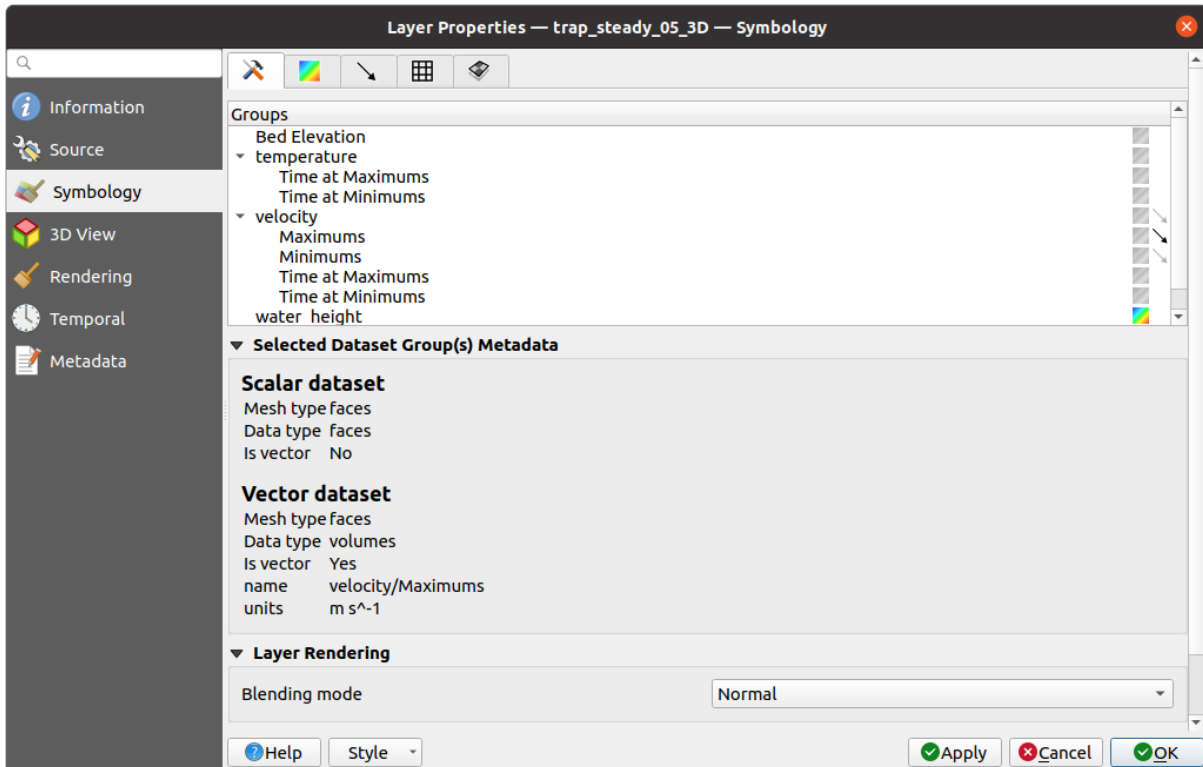 Layer Properties — trap_steady_05_3D — Symbology
Information
Source
Symbology
3D View
Rendering
Temporal
Metadata
Groups
Bed Elevation
temperature
Time at Maximums
Time at Minimums
velocity
Maximums
Minimums
Time at Maximums
Time at Minimums
water_height
Selected Dataset Group(s) Metadata
Scalar dataset
Mesh type faces
Data type faces
Is vector No
Vector dataset
Mesh type faces
Data type volumes
Is vector Yes
name velocity/Maximums
units m s^-1
Layer Rendering
Blending mode Normal
Help Style Apply Cancel OK